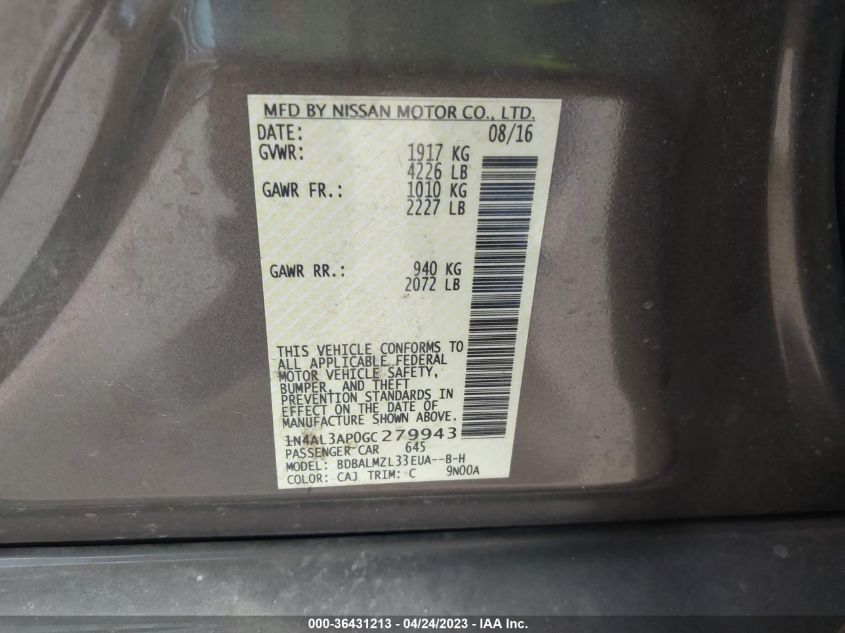 MFD BY NISSAN MOTOR CO., LTD.
DATE: 08/16
GVWR: 1917 KG
4226 LB
GAWR FR.: 1010 KG
2227 LB
GAWR RR.: 940 KG
2072 LB
THIS VEHICLE CONFORMS TO
ALL APPLICABLE FEDERAL
MOTOR VEHICLE SAFETY,
BUMPER, AND THEFT
PREVENTION STANDARDS IN
EFFECT ON THE DATE OF
MANUFACTURE SHOWN ABOVE.
1N4AL3AP0GC279943
PASSENGER CAR 645
MODEL: BDBALMZL33EUA--B-H
COLOR: CAJ TRIM: C 9N00A
000-36431213 - 04/24/2023 - Copyright © IAA, Inc.